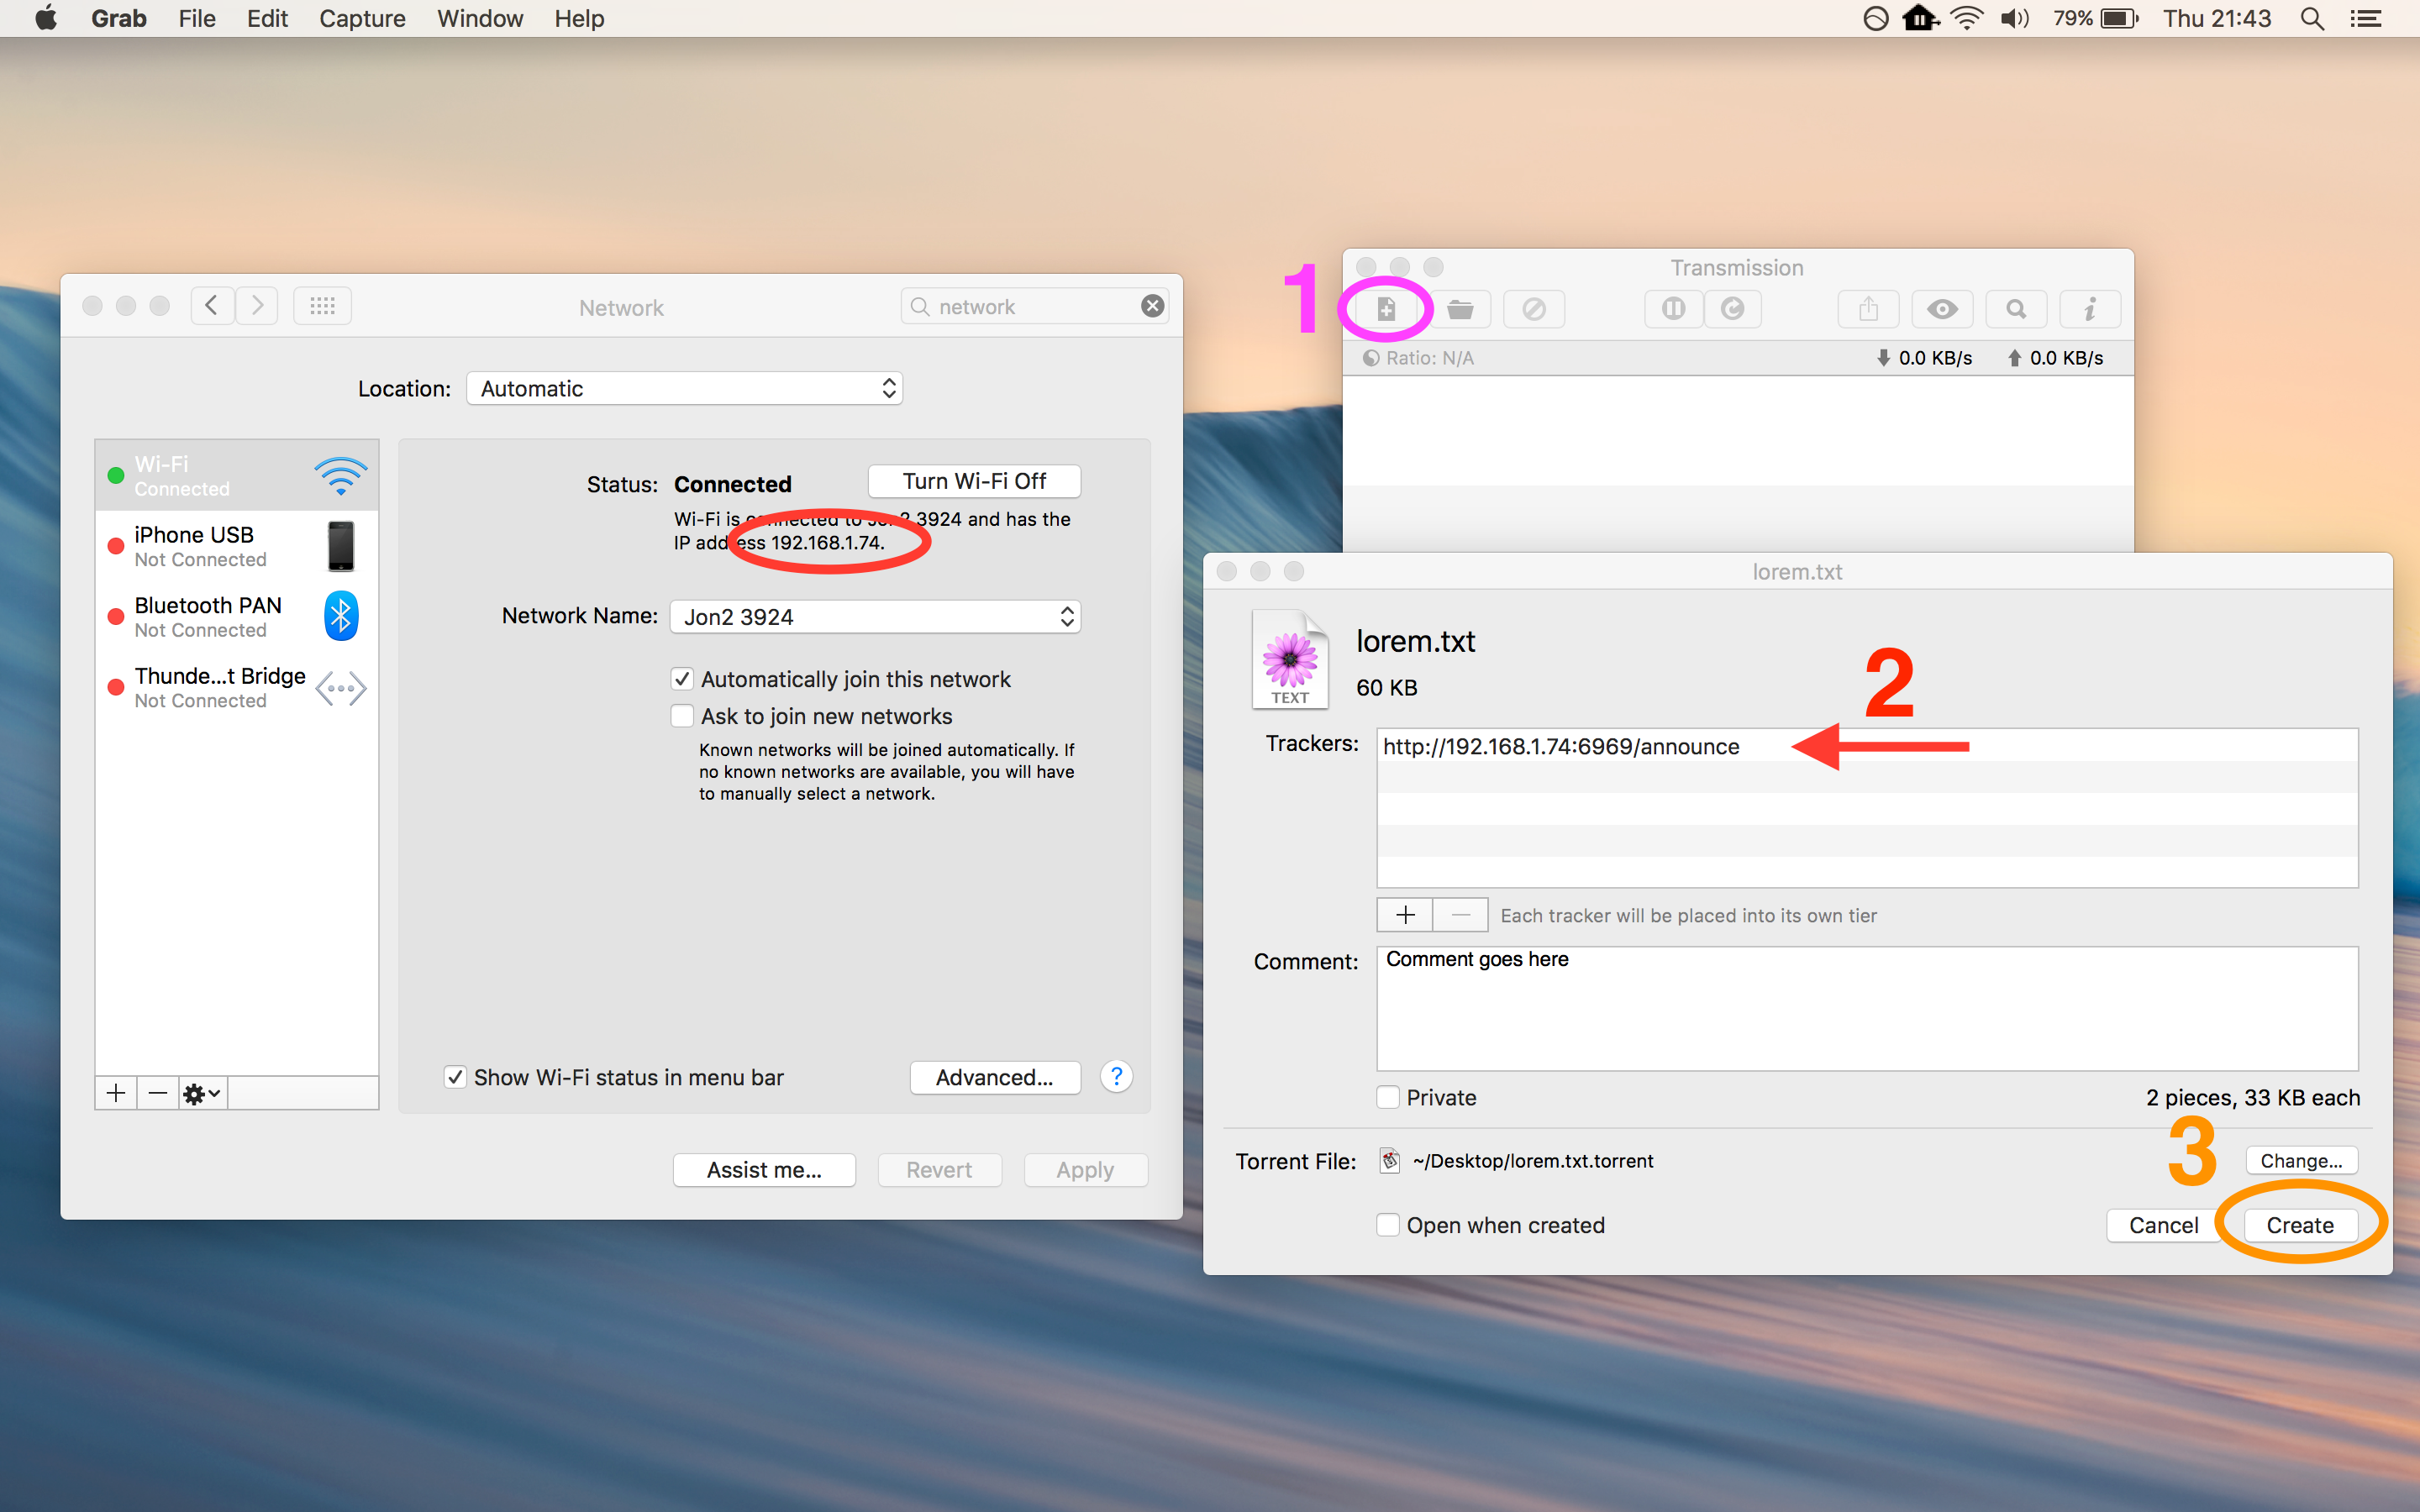 Grab File Edit Capture Window Help 79% Thu 21:43
Network
network
Location: Automatic
Wi-Fi
Connected
iPhone USB
Not Connected
Bluetooth PAN
Not Connected
Thunde...t Bridge
Not Connected
Status: Connected Turn Wi-Fi Off
Wi-Fi is connected to Jon2 3924 and has the
IP address 192.168.1.74.
Network Name: Jon2 3924
Automatically join this network
Ask to join new networks
Known networks will be joined automatically. If
no known networks are available, you will have
to manually select a network.
Show Wi-Fi status in menu bar Advanced... ?
Assist me... Revert Apply
1
Transmission
Ratio: N/A 0.0 KB/s 0.0 KB/s
lorem.txt
TEXT
lorem.txt
60 KB
2
Trackers: http://192.168.1.74:6969/announce
Each tracker will be placed into its own tier
Comment: Comment goes here
Private 2 pieces, 33 KB each
3
Torrent File: ~/Desktop/lorem.txt.torrent Change...
Open when created Cancel Create